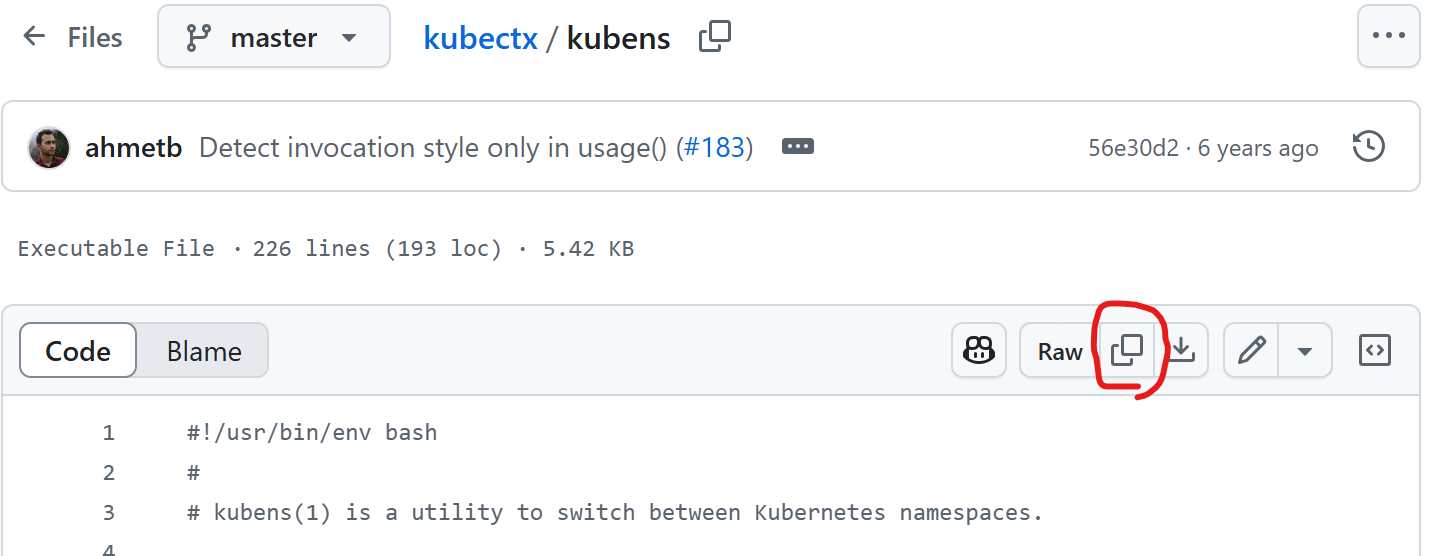 Files master kubectx / kubens
ahmetb Detect invocation style only in usage() (#183) 56e30d2 · 6 years ago
Executable File · 226 lines (193 loc) · 5.42 KB
Code Blame Raw
1 #!/usr/bin/env bash
2 #
3 # kubens(1) is a utility to switch between Kubernetes namespaces.
4